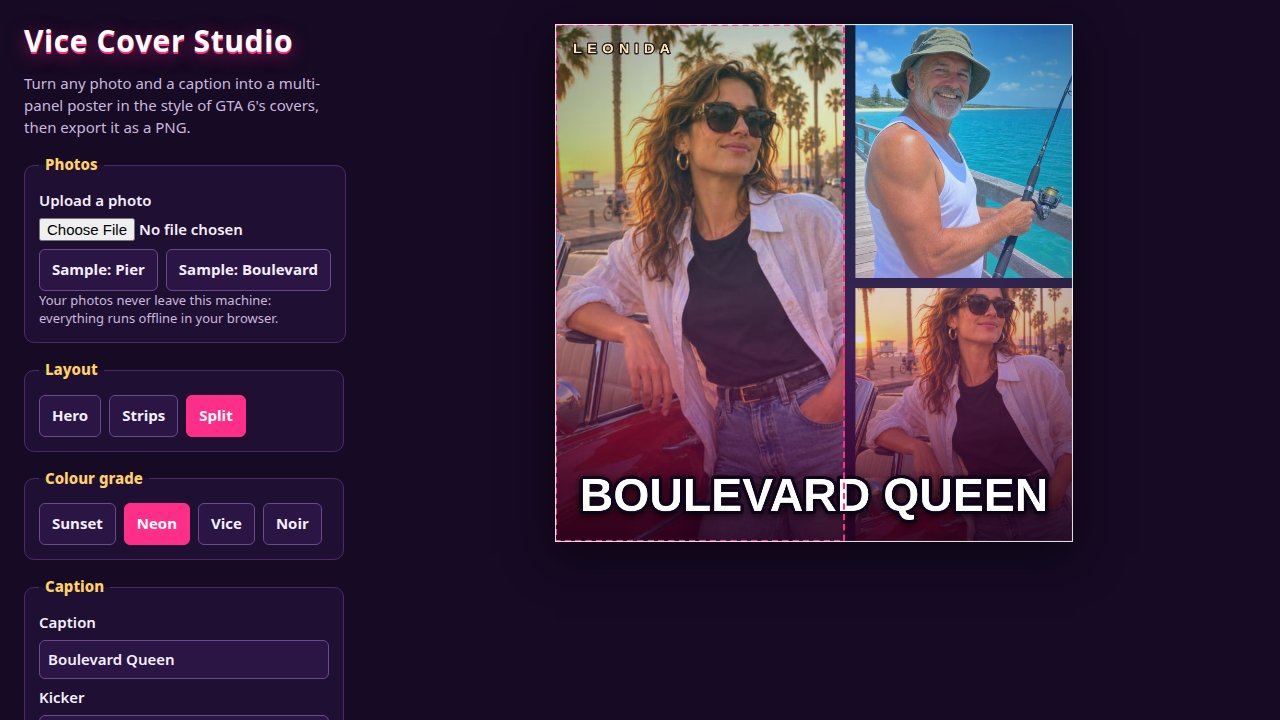 Vice Cover Studio
Turn any photo and a caption into a multi-
panel poster in the style of GTA 6's covers,
then export it as a PNG.
Photos
Upload a photo
Choose File No file chosen
Sample: Pier Sample: Boulevard
Your photos never leave this machine:
everything runs offline in your browser.
Layout
Hero Strips Split
Colour grade
Sunset Neon Vice Noir
Caption
Caption
Boulevard Queen
Kicker
LEONIDA
BOULEVARD QUEEN